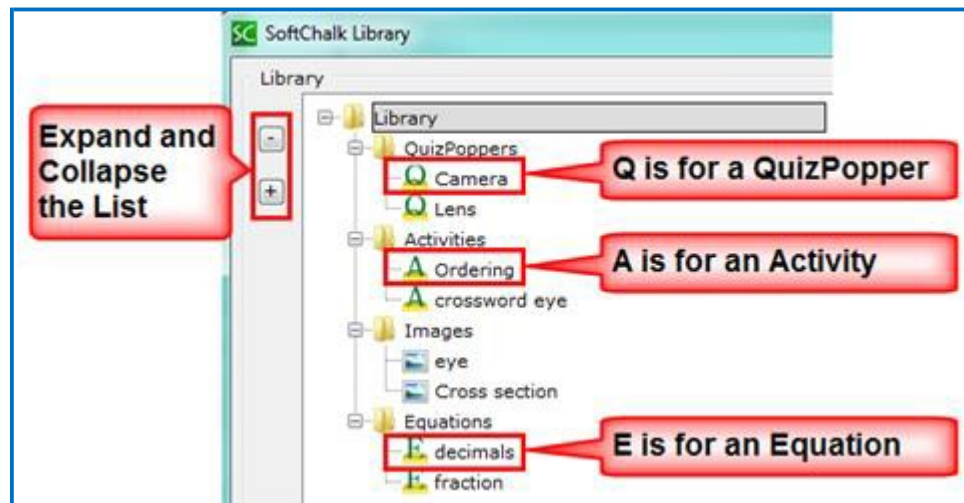 SC SoftChalk Library
Library
Expand and
Collapse
the List
-
+
Library
QuizPoppers
Q Camera
Q is for a QuizPopper
Q Lens
Activities
A Ordering
A is for an Activity
A crossword eye
Images
eye
Cross section
Equations
E decimals
E is for an Equation
E fraction